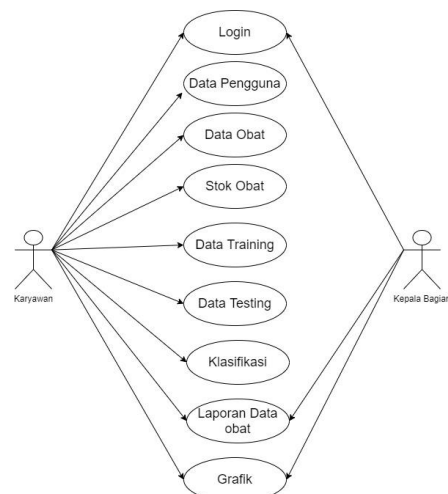 Login
Data Pengguna
Data Obat
Stok Obat
Data Training
Karyawan
Kepala Bagian
Data Testing
Klasifikasi
Laporan Data
obat
Grafik